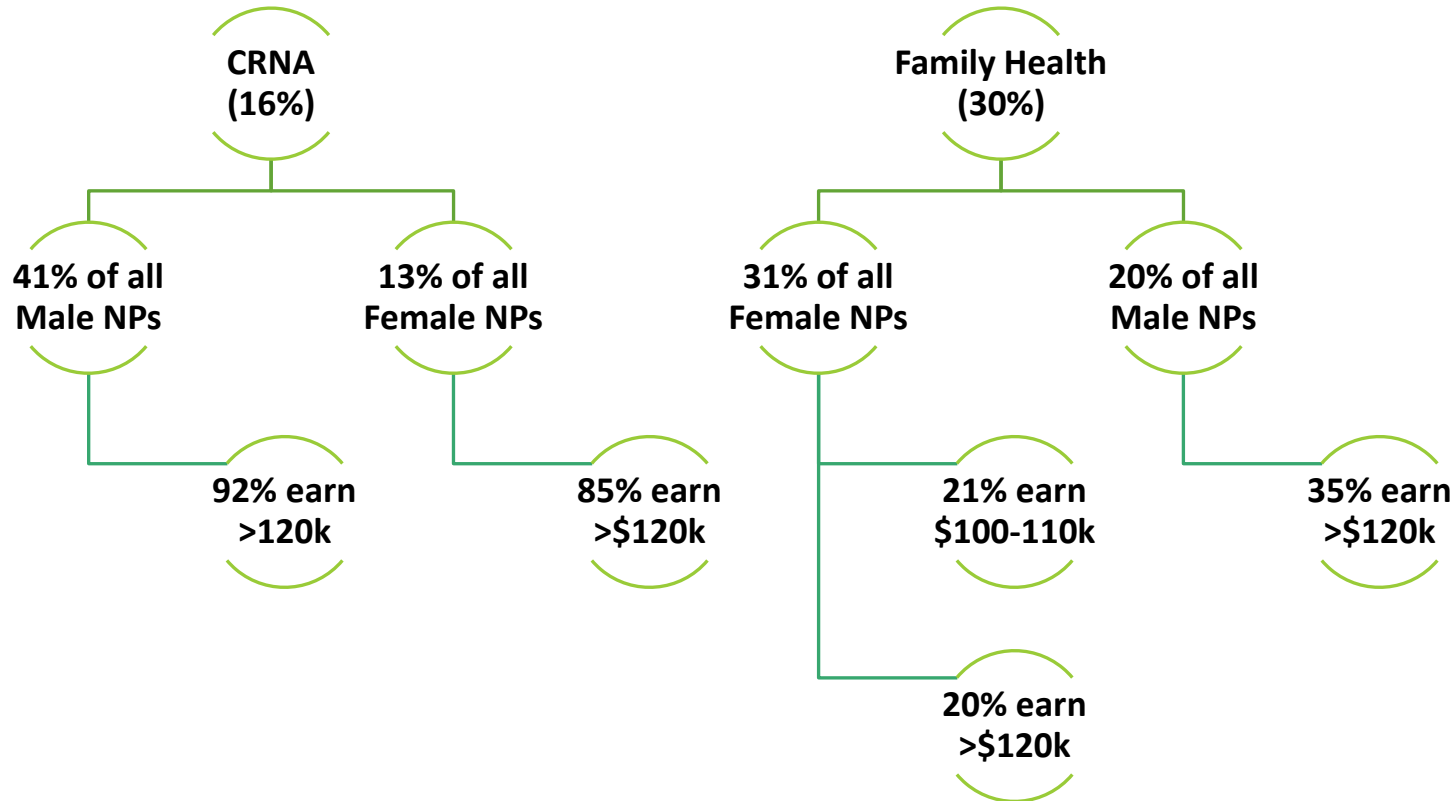 CRNA
(16%)
Family Health
(30%)
41% of all
Male NPs
13% of all
Female NPs
31% of all
Female NPs
20% of all
Male NPs
92% earn
>120k
85% earn
>$120k
21% earn
$100-110k
35% earn
>$120k
20% earn
>$120k